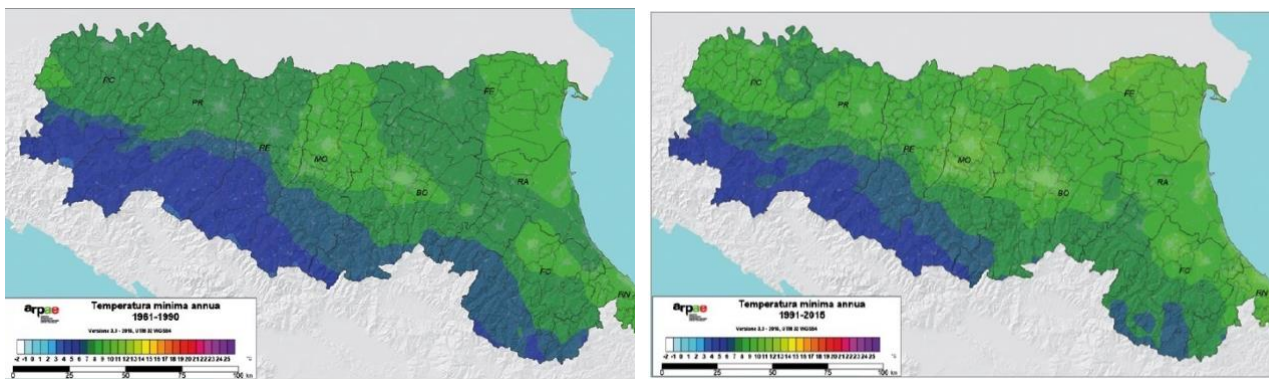 PC
PR
RE
MO
BO
FE
RA
FC
RN
arpae
Temperatura minima annua
1961-1990
-2 -1 0 1 2 3 4 5 6 7 8 9 10 11 12 13 14 15 16 17 18 19 20 21 22 23 24 25 °C
0 25 50 75 100 km
PC
PR
RE
MO
BO
FE
RA
FC
RN
arpae
Temperatura minima annua
1991-2015
-2 -1 0 1 2 3 4 5 6 7 8 9 10 11 12 13 14 15 16 17 18 19 20 21 22 23 24 25 °C
0 25 50 75 100 km